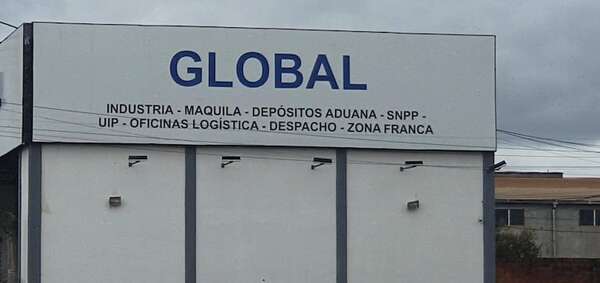 GLOBAL
INDUSTRIA - MAQUILA - DEPÓSITOS ADUANA - SNPP -
UIP - OFICINAS LOGÍSTICA - DESPACHO - ZONA FRANCA